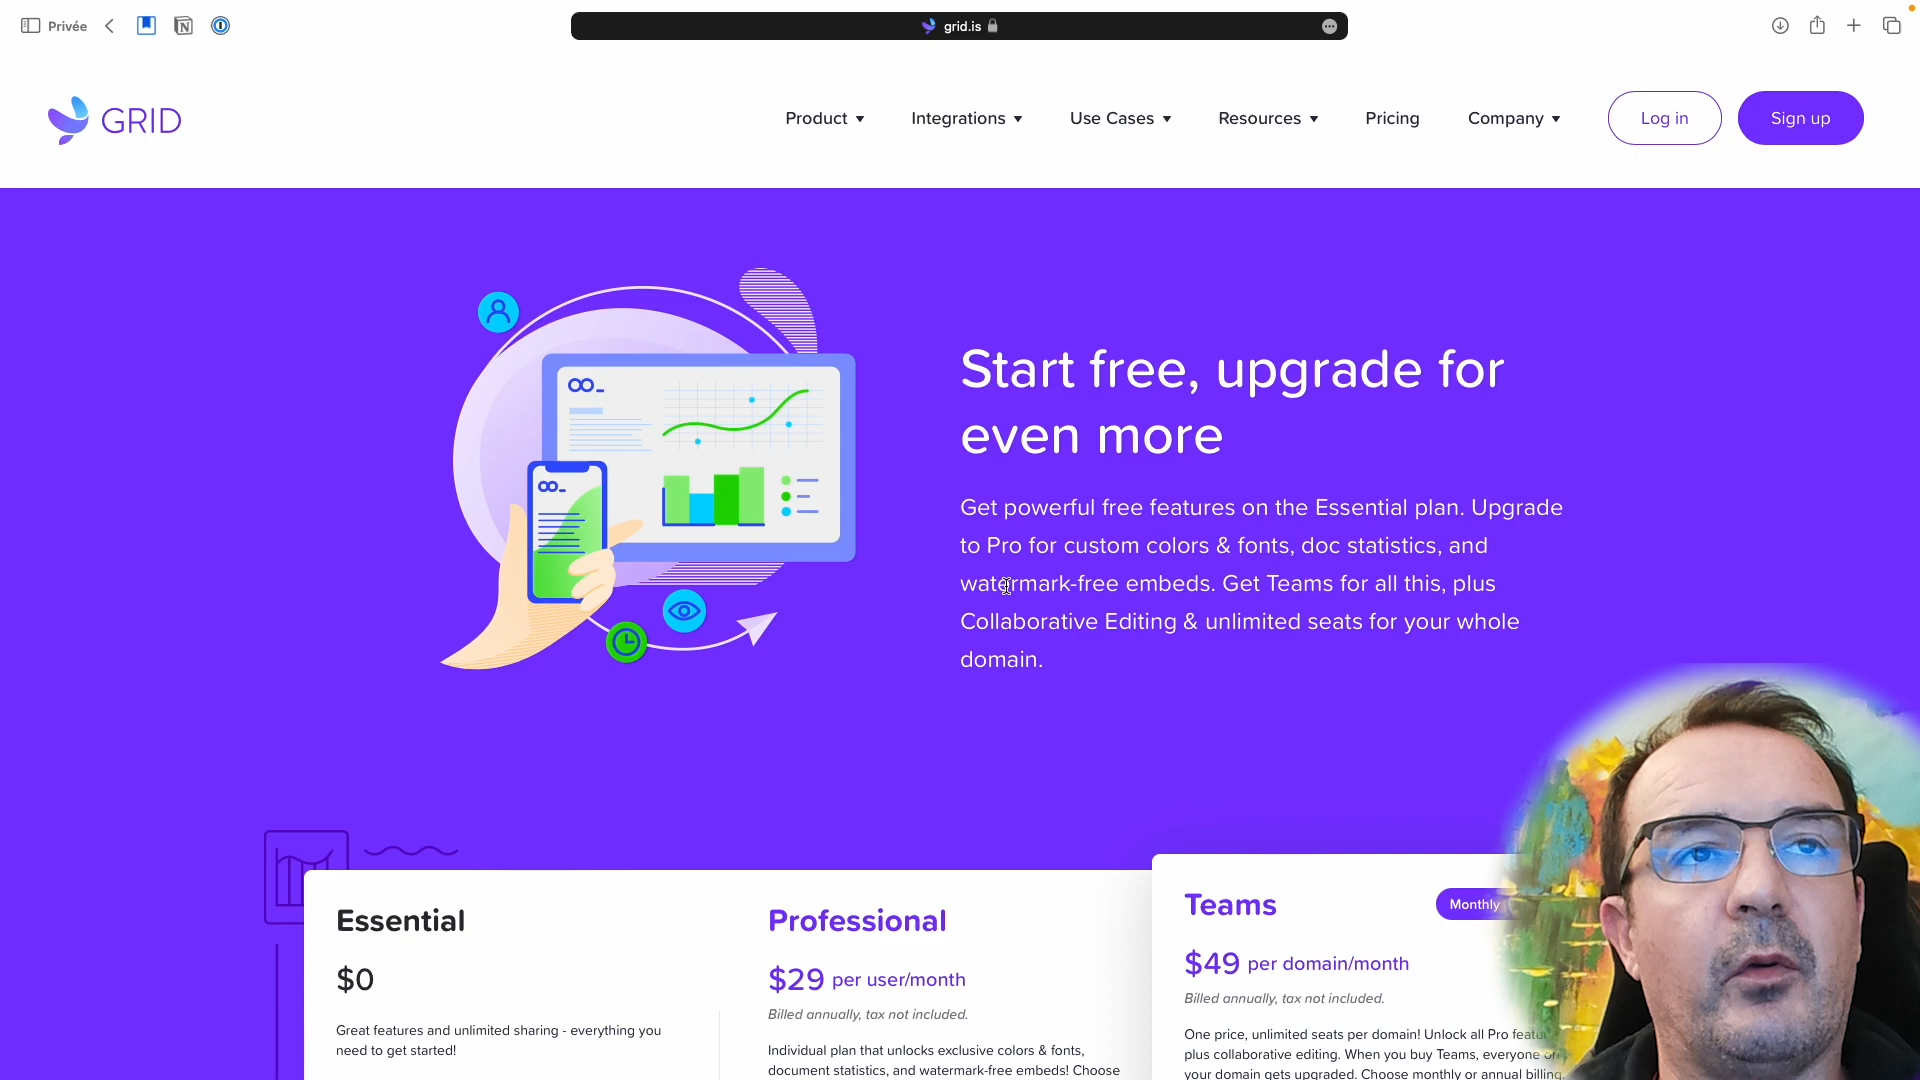 Privée
grid.is
GRID
Product
Integrations
Use Cases
Resources
Pricing
Company
Log in
Sign up
Start free, upgrade for
even more
Get powerful free features on the Essential plan. Upgrade
to Pro for custom colors & fonts, doc statistics, and
watermark-free embeds. Get Teams for all this, plus
Collaborative Editing & unlimited seats for your whole
domain.
Essential
$0
Great features and unlimited sharing - everything you
need to get started!
Professional
$29 per user/month
Billed annually, tax not included.
Individual plan that unlocks exclusive colors & fonts,
document statistics, and watermark-free embeds! Choose
Teams
Monthly
$49 per domain/month
Billed annually, tax not included.
One price, unlimited seats per domain! Unlock all Pro
plus collaborative editing. When you buy Teams, everyone
your domain gets upgraded. Choose monthly or annual billing.